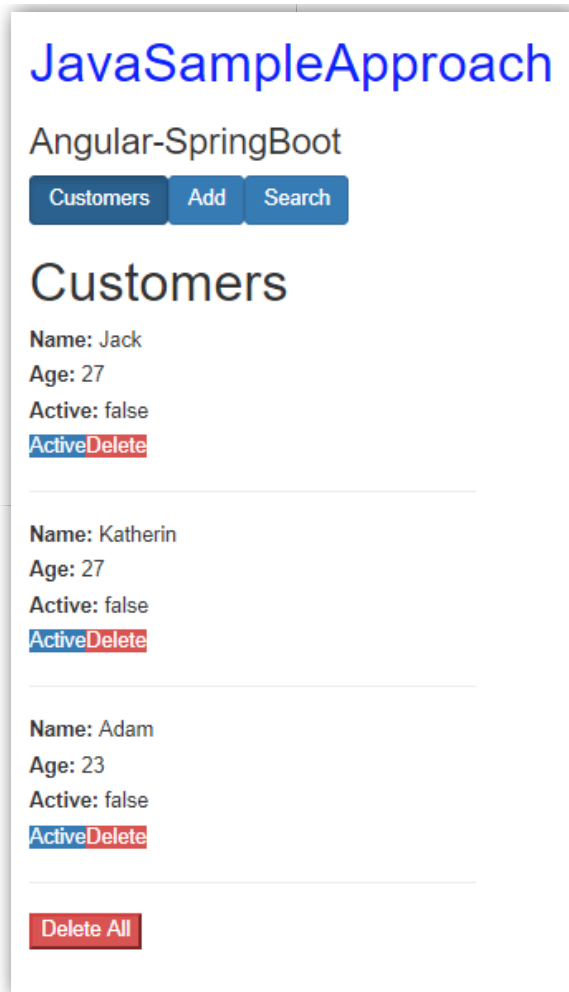 JavaSampleApproach
Angular-SpringBoot
Customers Add Search
Customers
Name: Jack
Age: 27
Active: false
ActiveDelete
Name: Katherin
Age: 27
Active: false
ActiveDelete
Name: Adam
Age: 23
Active: false
ActiveDelete
Delete All